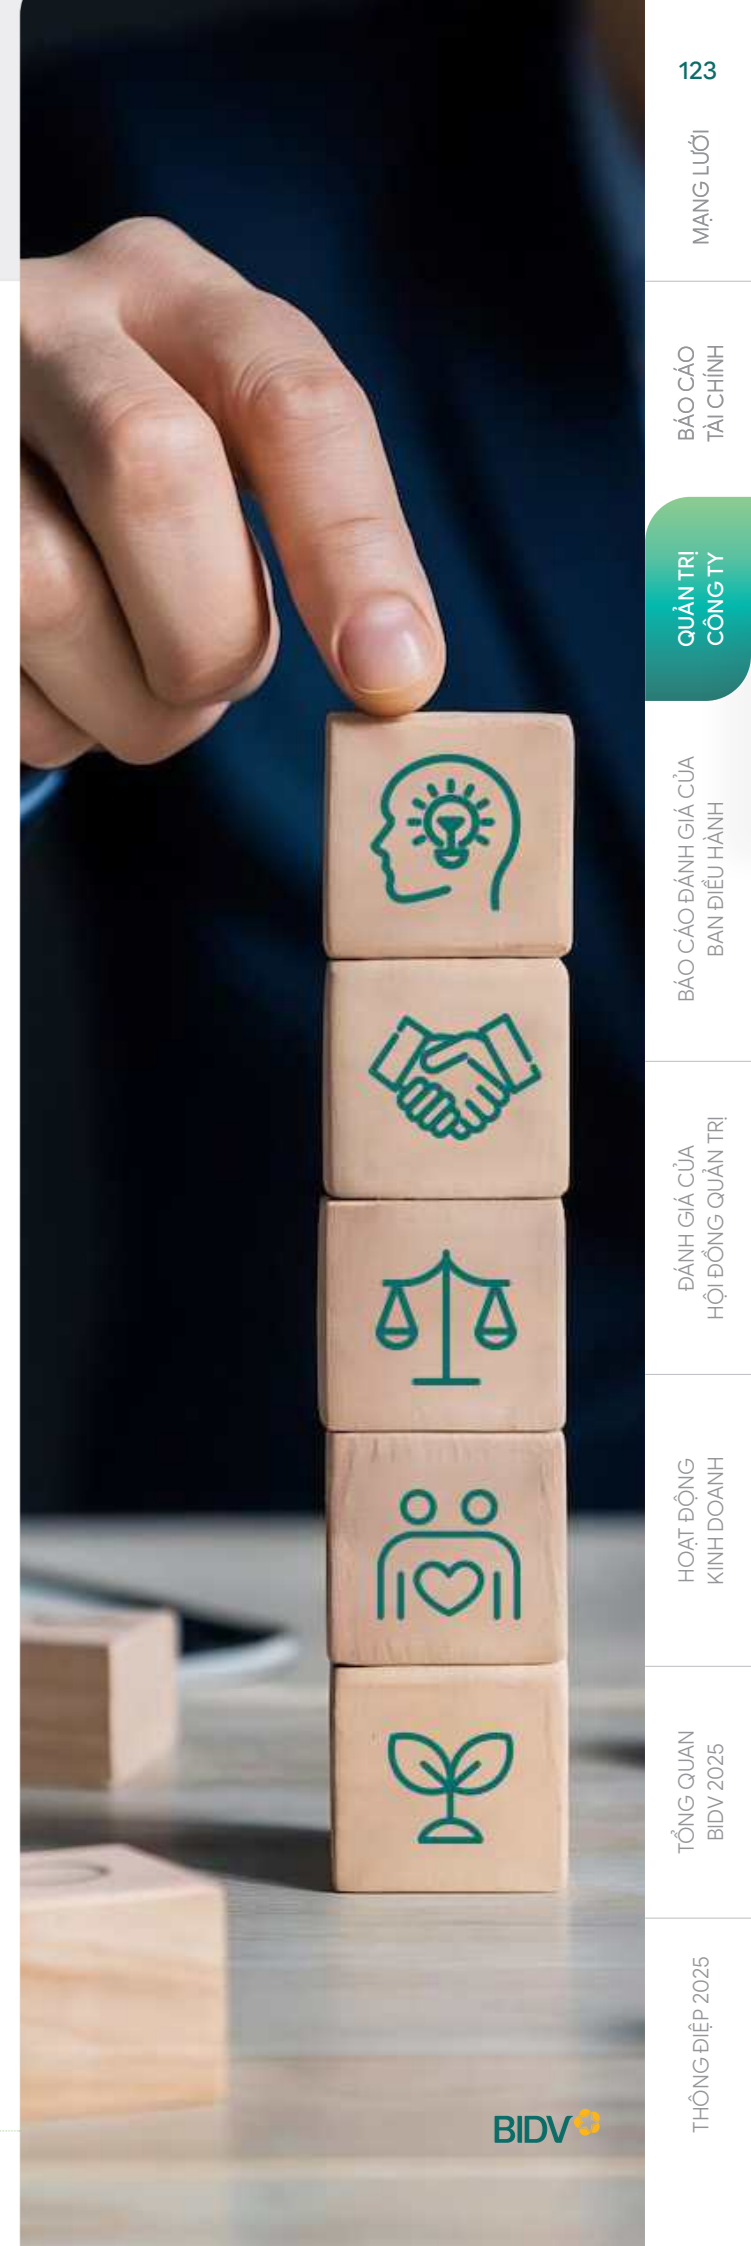 123
MẠNG LƯỚI
BÁO CÁO
TÀI CHÍNH
QUẢN TRỊ
CÔNG TY
BÁO CÁO ĐÁNH GIÁ CỦA
BAN ĐIỀU HÀNH
ĐÁNH GIÁ CỦA
HỘI ĐỒNG QUẢN TRỊ
HOẠT ĐỘNG
KINH DOANH
TỔNG QUAN
BIDV 2025
THÔNG ĐIỆP 2025
BIDV